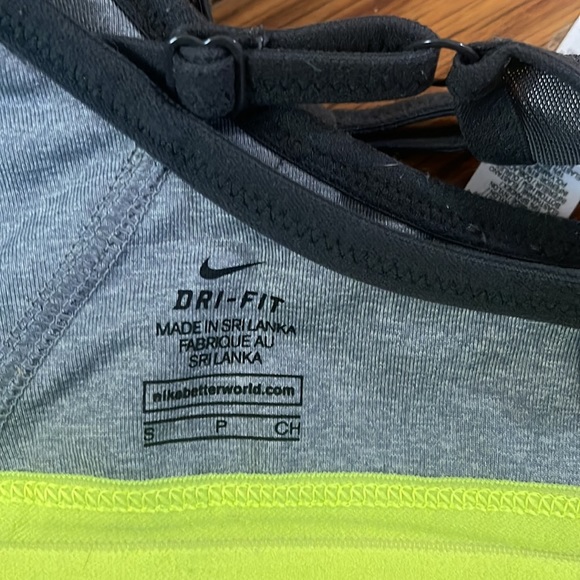 DRI-FIT
MADE IN SRI LANKA
FABRIQUE AU
SRI LANKA
nikebetterworld.com
S P CH